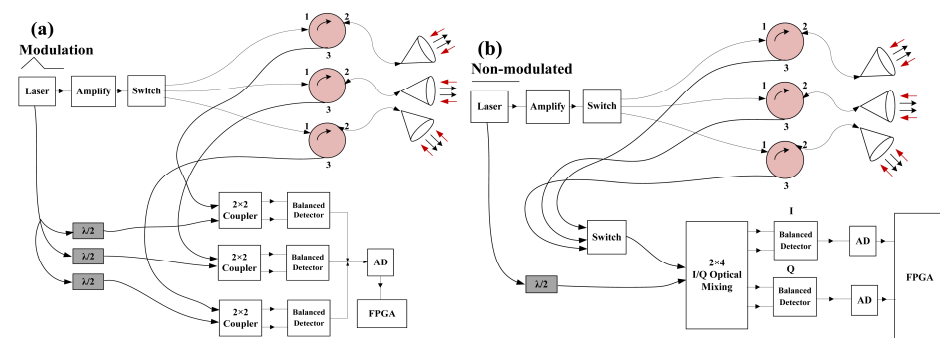 (a)
Modulation
Laser
Amplify
Switch
1
2
3
1
2
3
1
2
3
λ/2
λ/2
λ/2
2×2
Coupler
Balanced
Detector
2×2
Coupler
Balanced
Detector
2×2
Coupler
Balanced
Detector
AD
FPGA
(b)
Non-modulated
Laser
Amplify
Switch
1
2
3
1
2
3
1
2
3
Switch
λ/2
2×4
I/Q Optical
Mixing
I
Balanced
Detector
AD
Q
Balanced
Detector
AD
FPGA